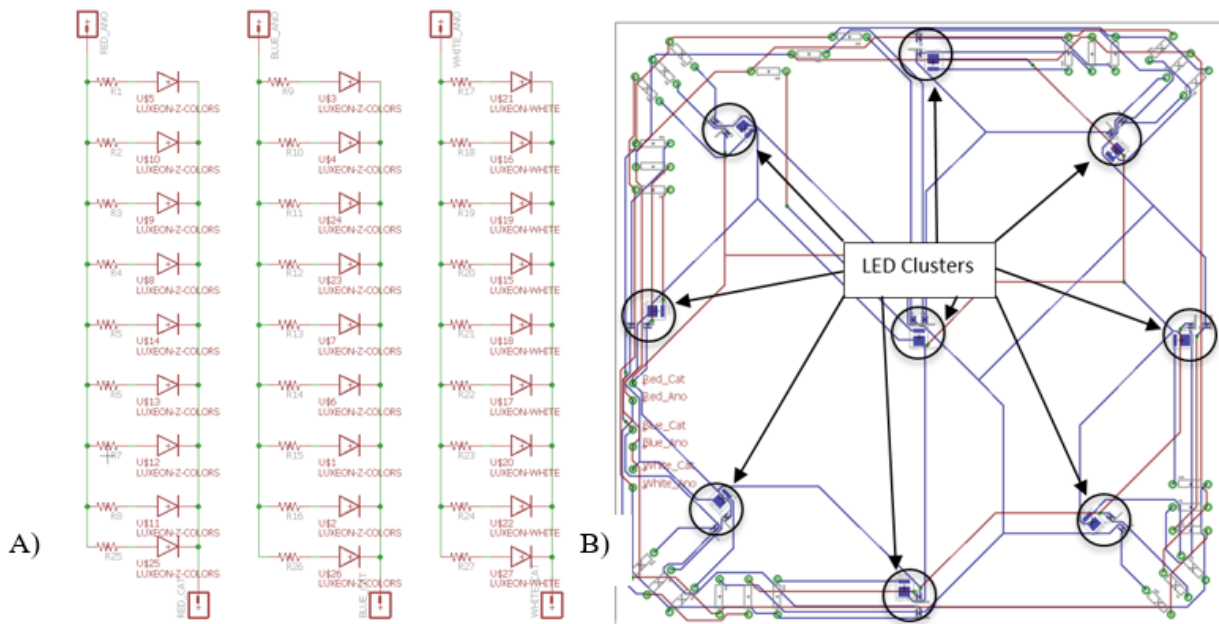 RED_ANO
R1
U$5
LUXEON-Z-COLORS
R2
U$10
LUXEON-Z-COLORS
R3
U$9
LUXEON-Z-COLORS
R4
U$8
LUXEON-Z-COLORS
R5
U$14
LUXEON-Z-COLORS
R6
U$13
LUXEON-Z-COLORS
R7
U$12
LUXEON-Z-COLORS
R8
U$11
LUXEON-Z-COLORS
R25
U$25
LUXEON-Z-COLORS
RED_CAT
BLUE_ANO
R9
U$3
LUXEON-Z-COLORS
R10
U$4
LUXEON-Z-COLORS
R11
U$24
LUXEON-Z-COLORS
R12
U$23
LUXEON-Z-COLORS
R13
U$7
LUXEON-Z-COLORS
R14
U$6
LUXEON-Z-COLORS
R15
U$1
LUXEON-Z-COLORS
R16
U$2
LUXEON-Z-COLORS
R26
U$26
LUXEON-Z-COLORS
WHITE_ANO
R17
U$21
LUXEON-WHITE
R18
U$16
LUXEON-WHITE
R19
U$19
LUXEON-WHITE
R20
U$15
LUXEON-WHITE
R21
U$18
LUXEON-WHITE
R22
U$17
LUXEON-WHITE
R23
U$20
LUXEON-WHITE
R24
U$22
LUXEON-WHITE
R27
U$27
LUXEON-WHITE
A)
LED Clusters
Red_Cat
Red_Ano
Blue_Cat
Blue_Ano
White_Cat
White_Ano
B)